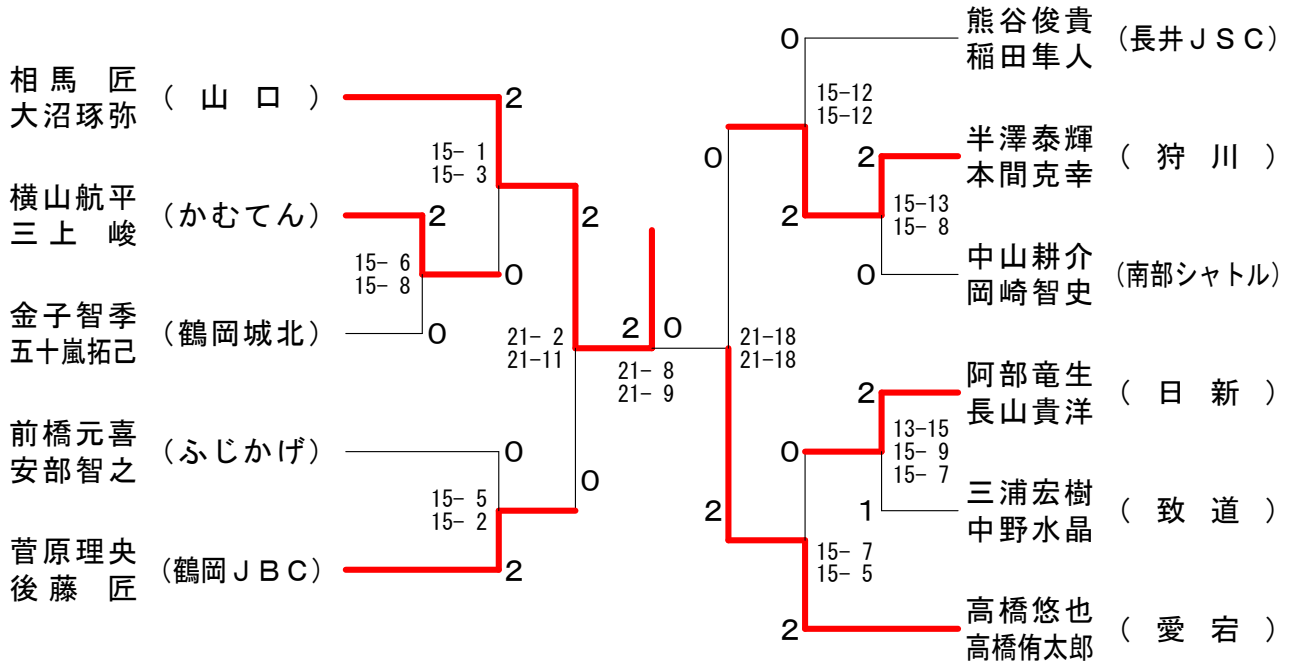 相馬 匠
大沼琢弥
(山口)
2
15- 1
15- 3
横山航平
三上 峻
(かむてん)
2
0
15- 6
15- 8
金子智季
五十嵐拓己
(鶴岡城北)
0
2
21- 2
21-11
前橋元喜
安部智之
(ふじかげ)
0
15- 5
15- 2
0
菅原理央
後藤 匠
(鶴岡JBC)
2
2 0
21- 8
21- 9
熊谷俊貴
稲田隼人
(長井JSC)
0
15-12
15-12
0
半澤泰輝
本間克幸
(狩川)
2
2
15-13
15- 8
中山耕介
岡崎智史
(南部シャトル)
0
21-18
21-18
阿部竜生
長山貴洋
(日新)
2
0
13-15
15- 9
15- 7
三浦宏樹
中野水晶
(致道)
1
2
15- 7
15- 5
高橋悠也
高橋侑太郎
(愛宕)
2